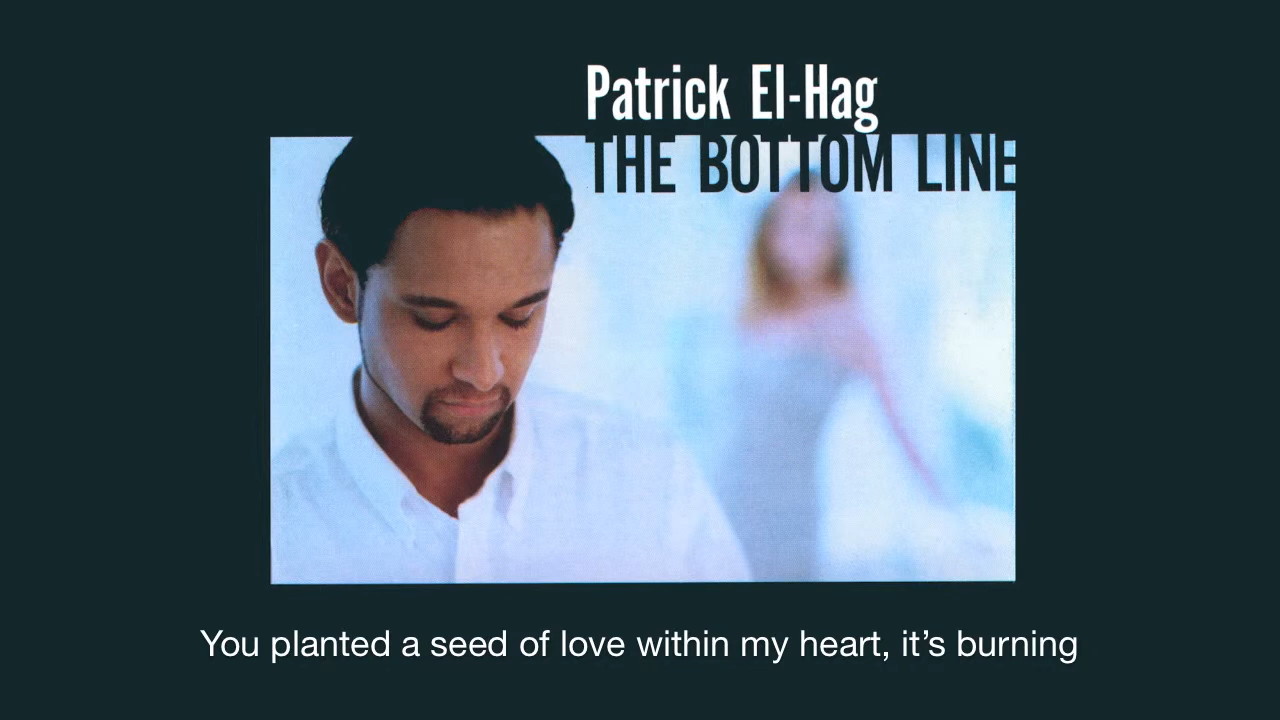 Patrick El-Hag
THE BOTTOM LINE
You planted a seed of love within my heart, it’s burning